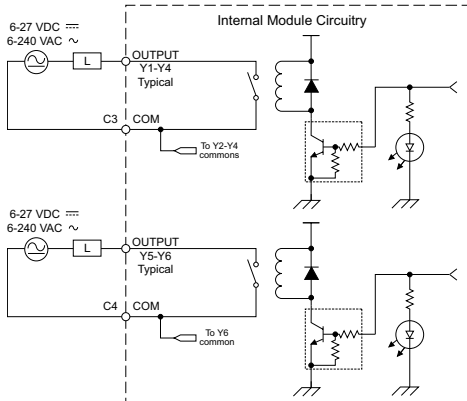 Internal Module Circuitry
6-27 VDC ⎓
6-240 VAC ∿
L
OUTPUT
Y1-Y4
Typical
C3
COM
To Y2-Y4
commons
6-27 VDC ⎓
6-240 VAC ∿
L
OUTPUT
Y5-Y6
Typical
C4
COM
To Y6
common